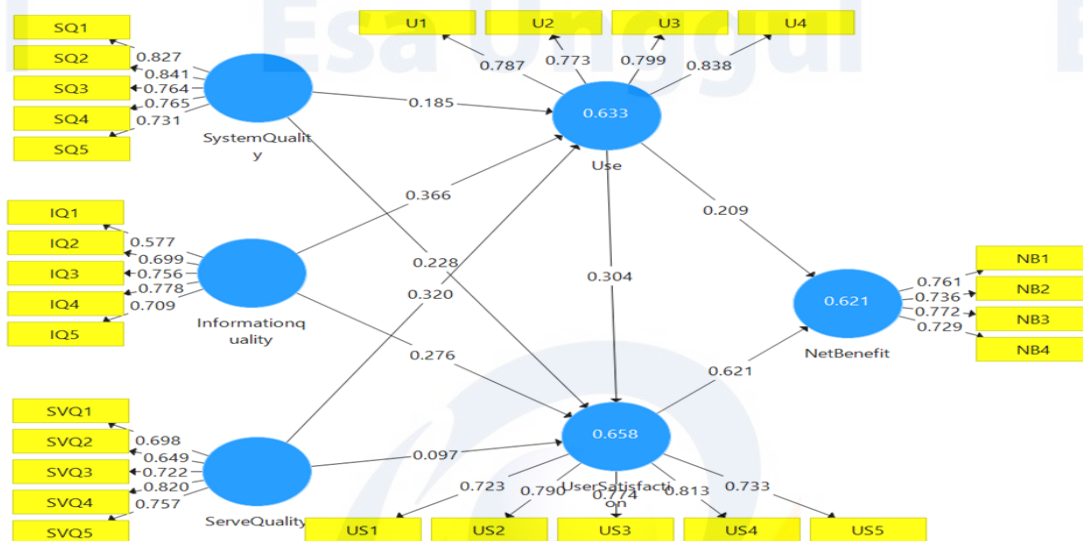 Esa Unggul
SQ1
SQ2
SQ3
SQ4
SQ5
0.827
0.841
0.764
0.765
0.731
SystemQualit
y
IQ1
IQ2
IQ3
IQ4
IQ5
0.577
0.699
0.756
0.778
0.709
Informationq
uality
SVQ1
SVQ2
SVQ3
SVQ4
SVQ5
0.698
0.649
0.722
0.820
0.757
ServeQuality
U1
U2
U3
U4
0.787
0.773
0.799
0.838
0.633
Use
0.185
0.366
0.228
0.320
0.276
0.097
0.304
0.209
0.621
0.658
UserSatisfacti
on
0.723
0.790
0.774
0.813
0.733
US1
US2
US3
US4
US5
0.621
NetBenefit
0.761
0.736
0.772
0.729
NB1
NB2
NB3
NB4